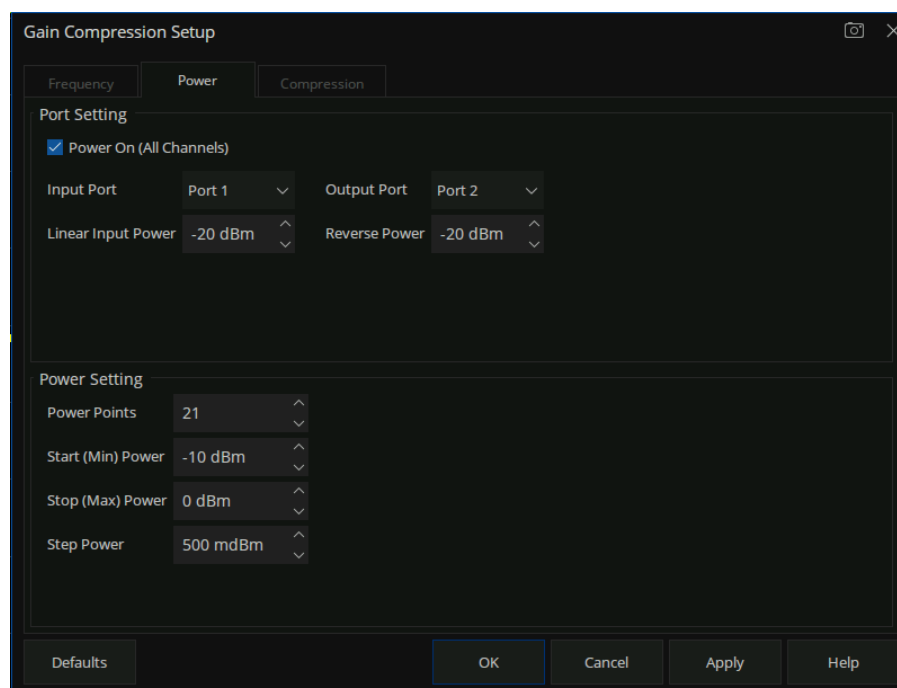 Gain Compression Setup
Frequency Power Compression
Port Setting
Power On (All Channels)
Input Port Port 1 Output Port Port 2
Linear Input Power -20 dBm Reverse Power -20 dBm
Power Setting
Power Points 21
Start (Min) Power -10 dBm
Stop (Max) Power 0 dBm
Step Power 500 mdBm
Defaults OK Cancel Apply Help